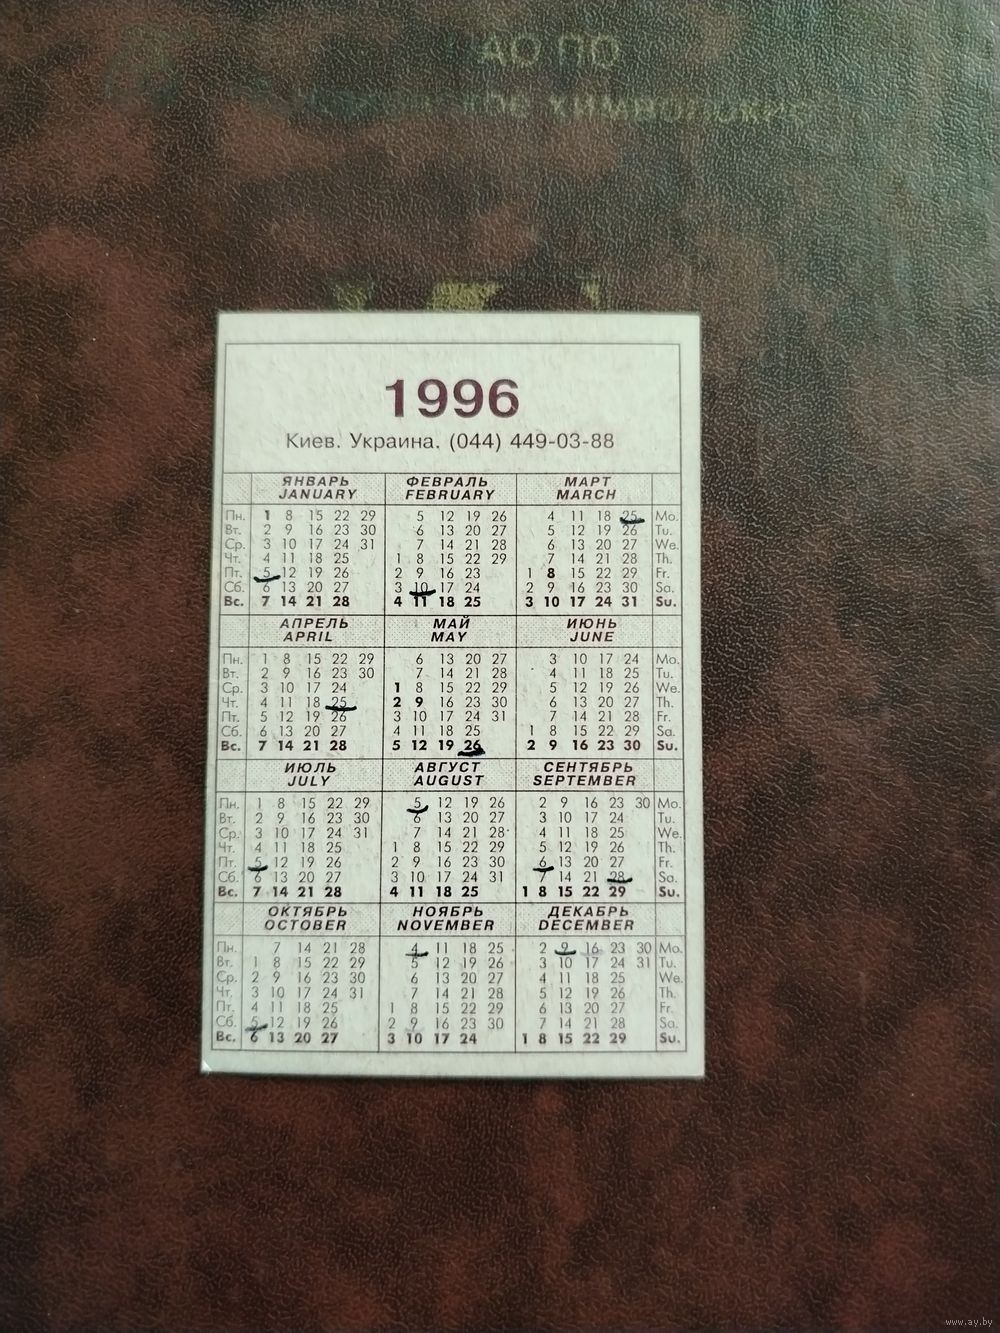 АО ПО
1996
Киев. Украина. (044) 449-03-88
ЯНВАРЬ ФЕВРАЛЬ МАРТ
JANUARY FEBRUARY MARCH
Пн. 1 8 15 22 29 5 12 19 26 4 11 18 25 Mo.
Вт. 2 9 16 23 30 6 13 20 27 5 12 19 26 Tu.
Ср. 3 10 17 24 31 7 14 21 28 6 13 20 27 We.
Чт. 4 11 18 25 1 8 15 22 29 7 14 21 28 Th.
Пт. 5 12 19 26 2 9 16 23 1 8 15 22 29 Fr.
Сб. 6 13 20 27 3 10 17 24 2 9 16 23 30 Sa.
Вс. 7 14 21 28 4 11 18 25 3 10 17 24 31 Su.
АПРЕЛЬ МАЙ ИЮНЬ
APRIL MAY JUNE
Пн. 1 8 15 22 29 6 13 20 27 3 10 17 24 Mo.
Вт. 2 9 16 23 30 7 14 21 28 4 11 18 25 Tu.
Ср. 3 10 17 24 1 8 15 22 29 5 12 19 26 We.
Чт. 4 11 18 25 2 9 16 23 30 6 13 20 27 Th.
Пт. 5 12 19 26 3 10 17 24 31 7 14 21 28 Fr.
Сб. 6 13 20 27 4 11 18 25 1 8 15 22 29 Sa.
Вс. 7 14 21 28 5 12 19 26 2 9 16 23 30 Su.
ИЮЛЬ АВГУСТ СЕНТЯБРЬ
JULY AUGUST SEPTEMBER
Пн. 1 8 15 22 29 5 12 19 26 2 9 16 23 30 Mo.
Вт. 2 9 16 23 30 6 13 20 27 3 10 17 24 Tu.
Ср. 3 10 17 24 31 7 14 21 28 4 11 18 25 We.
Чт. 4 11 18 25 1 8 15 22 29 5 12 19 26 Th.
Пт. 5 12 19 26 2 9 16 23 30 6 13 20 27 Fr.
Сб. 6 13 20 27 3 10 17 24 31 7 14 21 28 Sa.
Вс. 7 14 21 28 4 11 18 25 1 8 15 22 29 Su.
ОКТЯБРЬ НОЯБРЬ ДЕКАБРЬ
OCTOBER NOVEMBER DECEMBER
Пн. 7 14 21 28 4 11 18 25 2 9 16 23 30 Mo.
Вт. 1 8 15 22 29 5 12 19 26 3 10 17 24 31 Tu.
Ср. 2 9 16 23 30 6 13 20 27 4 11 18 25 We.
Чт. 3 10 17 24 31 7 14 21 28 5 12 19 26 Th.
Пт. 4 11 18 25 1 8 15 22 29 6 13 20 27 Fr.
Сб. 5 12 19 26 2 9 16 23 30 7 14 21 28 Sa.
Вс. 6 13 20 27 3 10 17 24 1 8 15 22 29 Su.
www.ay.by